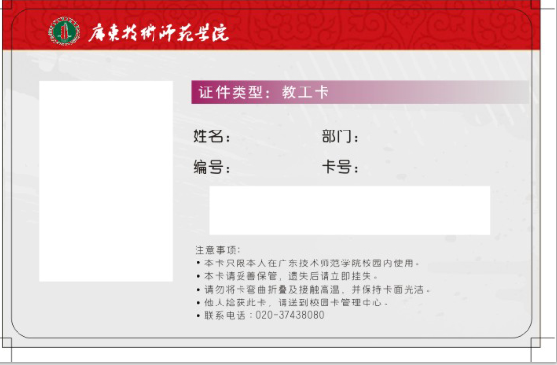 广东技术师范学院
证件类型：教工卡
姓名：
部门：
编号：
卡号：
注意事项：
• 本卡只限本人在广东技术师范学院校园内使用。
• 本卡请妥善保管，遗失后请立即挂失。
• 请勿将卡弯曲折叠及接触高温，并保持卡面光洁。
• 他人拾获此卡，请送到校园卡管理中心。
• 联系电话：020-37438080